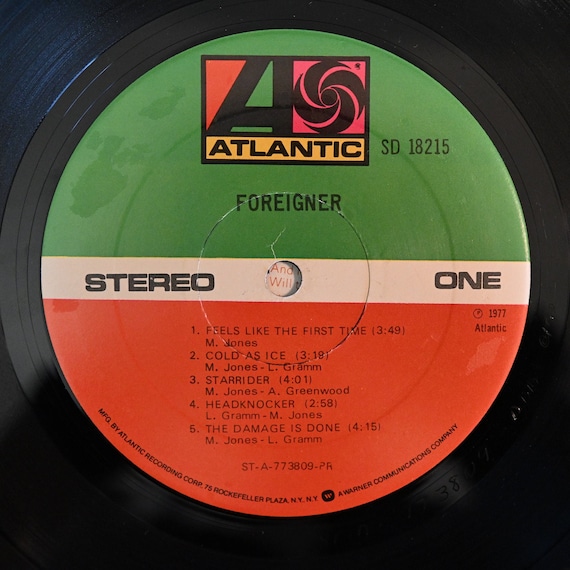 ATLANTIC
SD 18215
FOREIGNER
STEREO
ONE
And
Will
℗ 1977
Atlantic
1. FEELS LIKE THE FIRST TIME (3:49)
M. Jones
2. COLD AS ICE (3:19)
M. Jones - L. Gramm
3. STARRIDER (4:01)
M. Jones - A. Greenwood
4. HEADKNOCKER (2:58)
L. Gramm - M. Jones
5. THE DAMAGE IS DONE (4:15)
M. Jones - L. Gramm
ST-A-773809-PR
MFG. BY ATLANTIC RECORDING CORP. 75 ROCKEFELLER PLAZA, N.Y. N.Y. A WARNER COMMUNICATIONS COMPANY